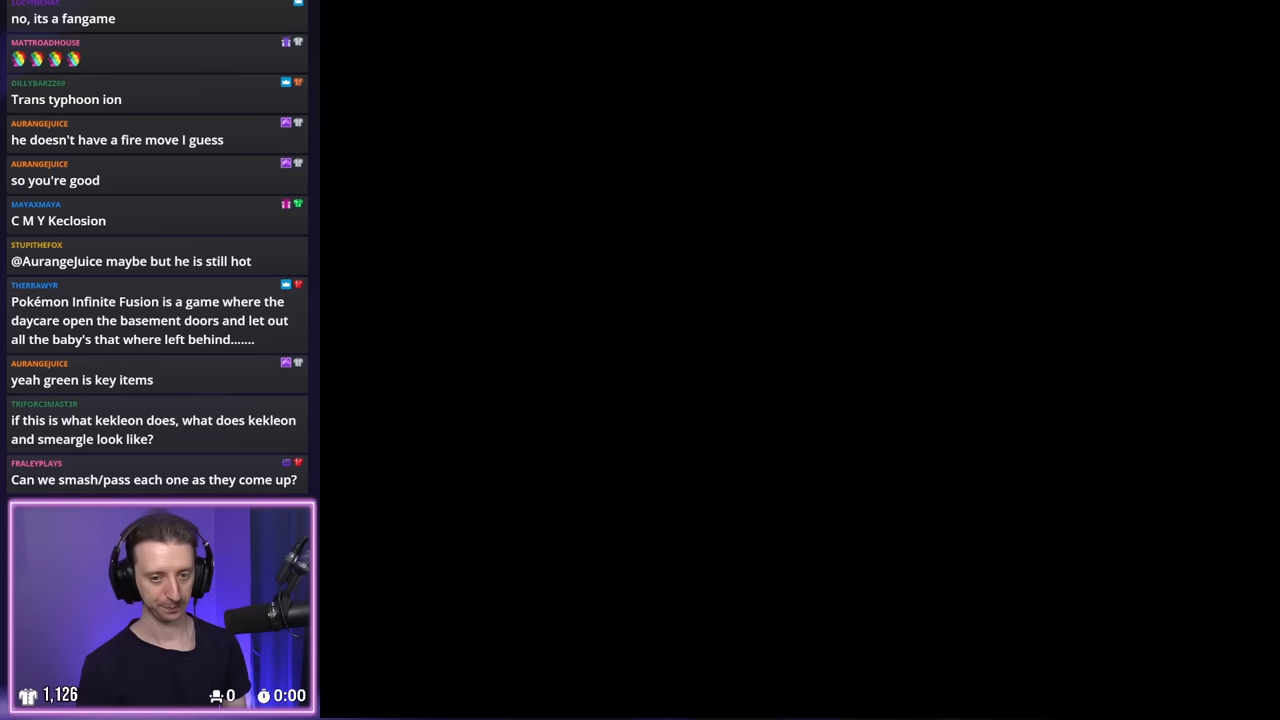 LUCYINCHAT
no, its a fangame
MATTROADHOUSE
DILLYBARZZ69
Trans typhoon ion
AURANGEJUICE
he doesn't have a fire move I guess
AURANGEJUICE
so you're good
MAYAXMAYA
C M Y Keclosion
STUPITHEFOX
@AurangeJuice maybe but he is still hot
THERRAWYR
Pokémon Infinite Fusion is a game where the
daycare open the basement doors and let out
all the baby's that where left behind.......
AURANGEJUICE
yeah green is key items
TRIFORC3MAST3R
if this is what kekleon does, what does kekleon
and smeargle look like?
FRALEYPLAYS
Can we smash/pass each one as they come up?
1,126 0 0:00